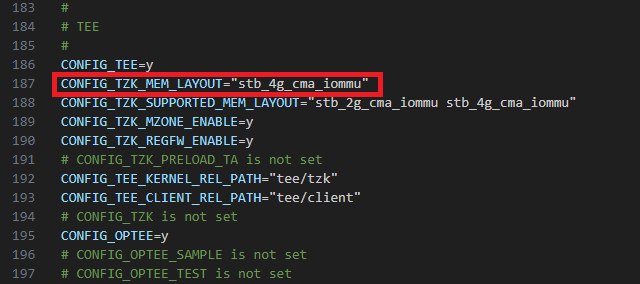 183 #
184 # TEE
185 #
186 CONFIG_TEE=y
187 CONFIG_TZK_MEM_LAYOUT="stb_4g_cma_iommu"
188 CONFIG_TZK_SUPPORTED_MEM_LAYOUT="stb_2g_cma_iommu stb_4g_cma_iommu"
189 CONFIG_TZK_MZONE_ENABLE=y
190 CONFIG_TZK_REGFW_ENABLE=y
191 # CONFIG_TZK_PRELOAD_TA is not set
192 CONFIG_TEE_KERNEL_REL_PATH="tee/tzk"
193 CONFIG_TEE_CLIENT_REL_PATH="tee/client"
194 # CONFIG_TZK is not set
195 CONFIG_OPTEE=y
196 # CONFIG_OPTEE_SAMPLE is not set
197 # CONFIG_OPTEE_TEST is not set